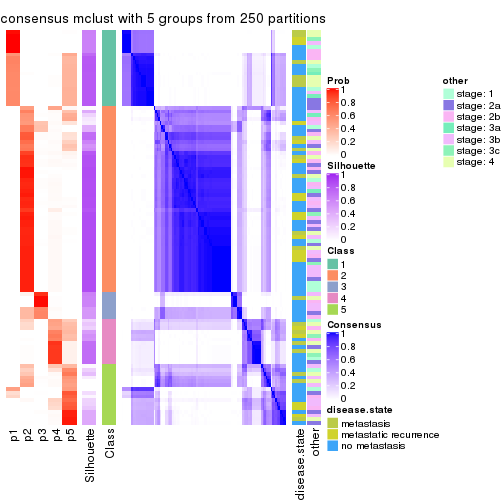 consensus mclust with 5 groups from 250 partitions
p1
p2
p3
p4
p5
Silhouette
Class
disease.state
other
Prob
1
0.8
0.6
0.4
0.2
0
Silhouette
1
0.8
0.6
0.4
0.2
0
Class
1
2
3
4
5
Consensus
1
0.8
0.6
0.4
0.2
0
disease.state
metastasis
metastatic recurrence
no metastasis
other
stage: 1
stage: 2a
stage: 2b
stage: 3a
stage: 3b
stage: 3c
stage: 4